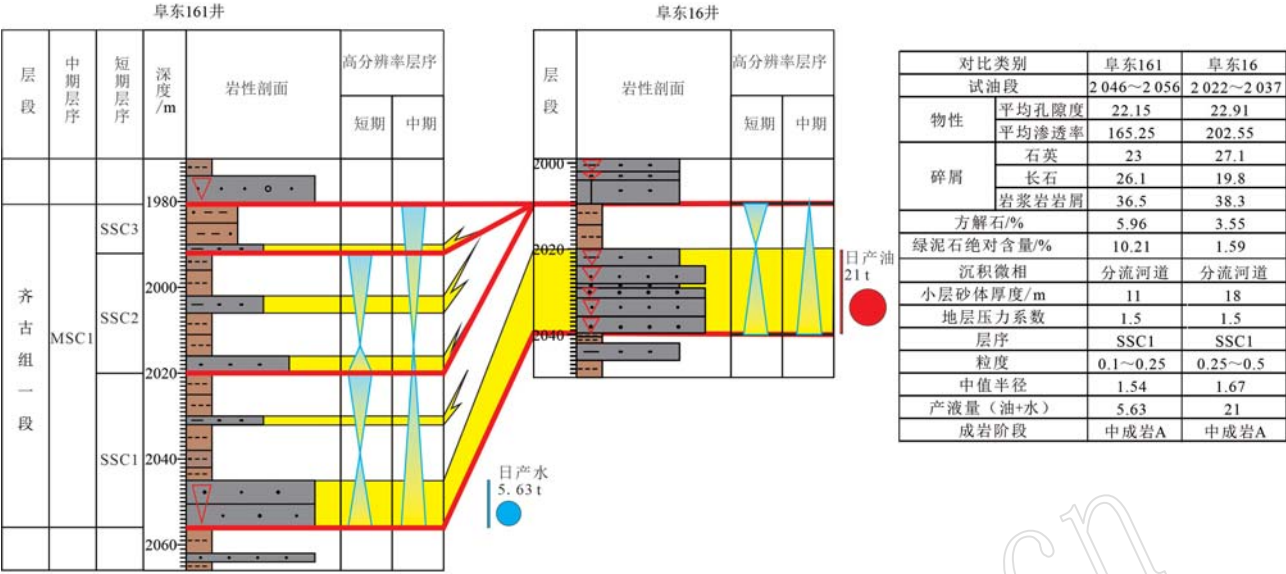 阜东161井
层段
中期层序
短期层序
深度/m
岩性剖面
高分辨率层序
短期
中期
1980
2000
2020
2040
2060
齐古组一段
MSC1
SSC3
SSC2
SSC1
日产水
5.63t
阜东16井
层段
岩性剖面
高分辨率层序
短期
中期
2000
2020
2040
日产油
21t
对比类别 阜东161 阜东16
试油段 2 046~2 056 2 022~2 037
物性
平均孔隙度 22.15 22.91
平均渗透率 165.25 202.55
碎屑
石英 23 27.1
长石 26.1 19.8
岩浆岩岩屑 36.5 38.3
方解石/% 5.96 3.55
绿泥石绝对含量/% 10.21 1.59
沉积微相 分流河道 分流河道
小层砂体厚度/m 11 18
地层压力系数 1.5 1.5
层序 SSC1 SSC1
粒度 0.1~0.25 0.25~0.5
中值半径 1.54 1.67
产液量（油+水） 5.63 21
成岩阶段 中成岩A 中成岩A
cn